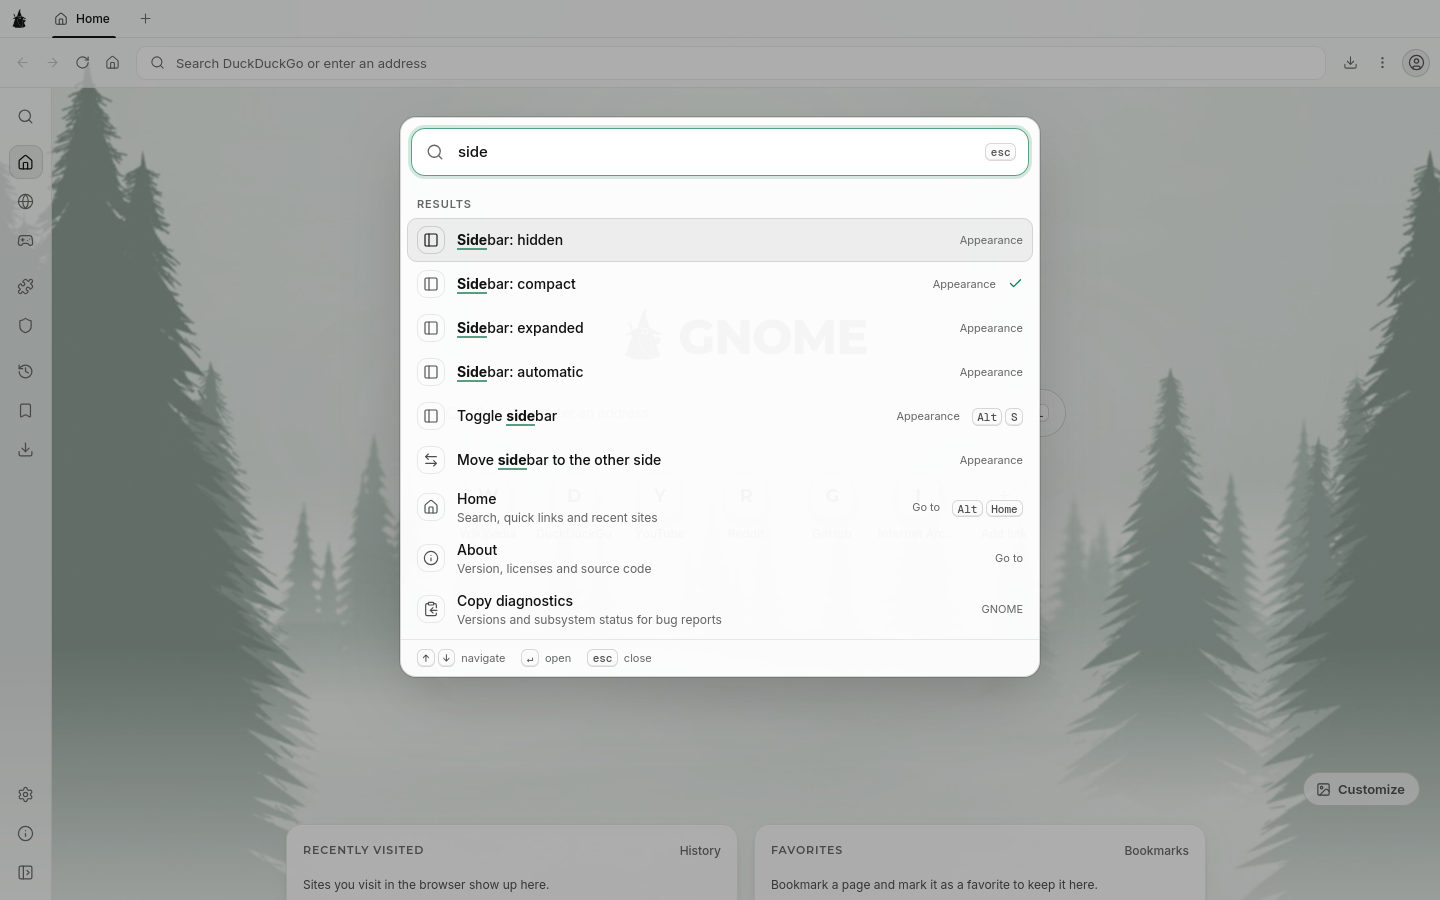 Home
Search DuckDuckGo or enter an address
side
esc
RESULTS
Sidebar: hidden
Appearance
Sidebar: compact
Appearance
Sidebar: expanded
Appearance
GNOME
Sidebar: automatic
Appearance
Toggle sidebar
Appearance Alt S
Move sidebar to the other side
Appearance
D Y R G
Home
Search, quick links and recent sites
Go to Alt Home
About
Version, licenses and source code
Go to
Copy diagnostics
Versions and subsystem status for bug reports
GNOME
navigate
open
esc close
Customize
RECENTLY VISITED
History
Sites you visit in the browser show up here.
FAVORITES
Bookmarks
Bookmark a page and mark it as a favorite to keep it here.